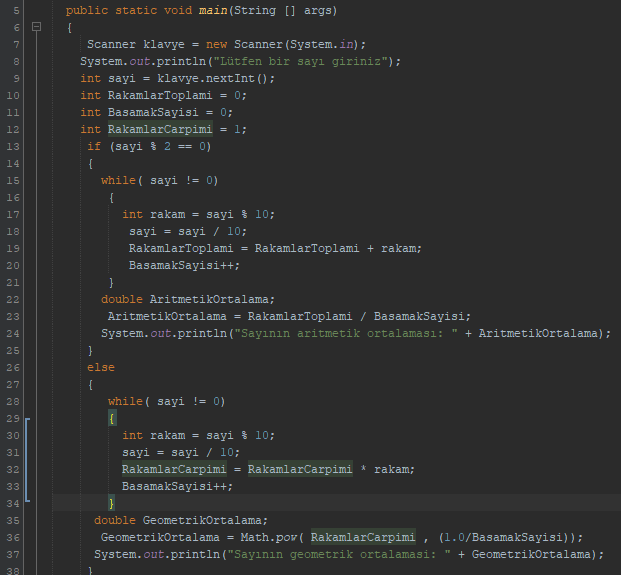 5 public static void main(String [] args)
6 {
7 Scanner klavye = new Scanner(System.in);
8 System.out.println("Lütfen bir sayı giriniz");
9 int sayi = klavye.nextInt();
10 int RakamlarToplami = 0;
11 int BasamakSayisi = 0;
12 int RakamlarCarpimi = 1;
13 if (sayi % 2 == 0)
14 {
15 while( sayi != 0)
16 {
17 int rakam = sayi % 10;
18 sayi = sayi / 10;
19 RakamlarToplami = RakamlarToplami + rakam;
20 BasamakSayisi++;
21 }
22 double AritmetikOrtalama;
23 AritmetikOrtalama = RakamlarToplami / BasamakSayisi;
24 System.out.println("Sayının aritmetik ortalaması: " + AritmetikOrtalama);
25 }
26 else
27 {
28 while( sayi != 0)
29 {
30 int rakam = sayi % 10;
31 sayi = sayi / 10;
32 RakamlarCarpimi = RakamlarCarpimi * rakam;
33 BasamakSayisi++;
34 }
35 double GeometrikOrtalama;
36 GeometrikOrtalama = Math.pow( RakamlarCarpimi , (1.0/BasamakSayisi));
37 System.out.println("Sayının geometrik ortalamasi: " + GeometrikOrtalama);
38 }